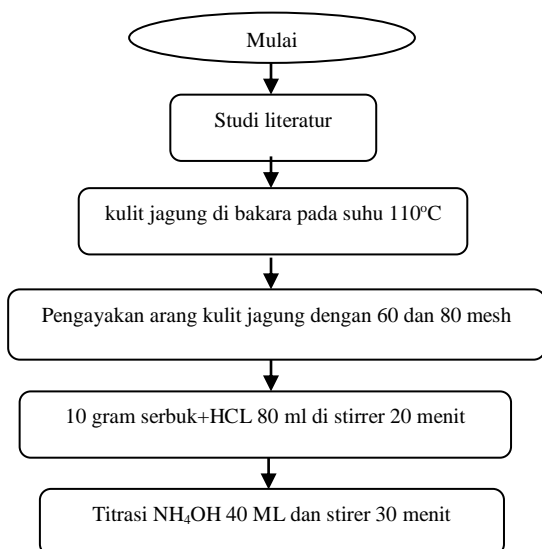 Mulai
Studi literatur
kulit jagung di bakara pada suhu 110ºC
Pengayakan arang kulit jagung dengan 60 dan 80 mesh
10 gram serbuk+HCL 80 ml di stirrer 20 menit
Titrasi NH₄OH 40 ML dan stirer 30 menit